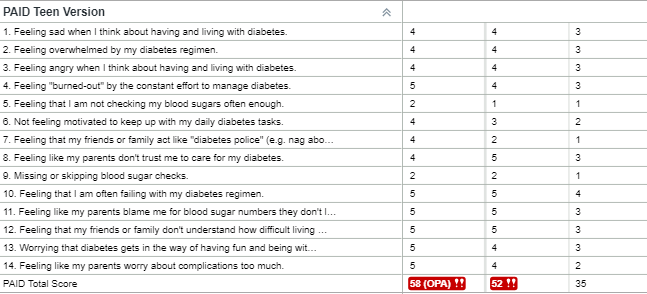 PAID Teen Version
1. Feeling sad when I think about having and living with diabetes. 4 4 3
2. Feeling overwhelmed by my diabetes regimen. 4 4 3
3. Feeling angry when I think about having and living with diabetes. 4 4 3
4. Feeling "burned-out" by the constant effort to manage diabetes. 5 4 3
5. Feeling that I am not checking my blood sugars often enough. 2 1 1
6. Not feeling motivated to keep up with my daily diabetes tasks. 4 3 2
7. Feeling that my friends or family act like "diabetes police" (e.g. nag abo... 4 2 1
8. Feeling like my parents don't trust me to care for my diabetes. 4 5 3
9. Missing or skipping blood sugar checks. 2 2 1
10. Feeling that I am often failing with my diabetes regimen. 5 5 4
11. Feeling like my parents blame me for blood sugar numbers they don't l... 5 5 3
12. Feeling that my friends or family don't understand how difficult living ... 5 5 3
13. Worrying that diabetes gets in the way of having fun and being wit... 5 4 3
14. Feeling like my parents worry about complications too much. 5 4 2
PAID Total Score 58 (OPA) !! 52 !! 35